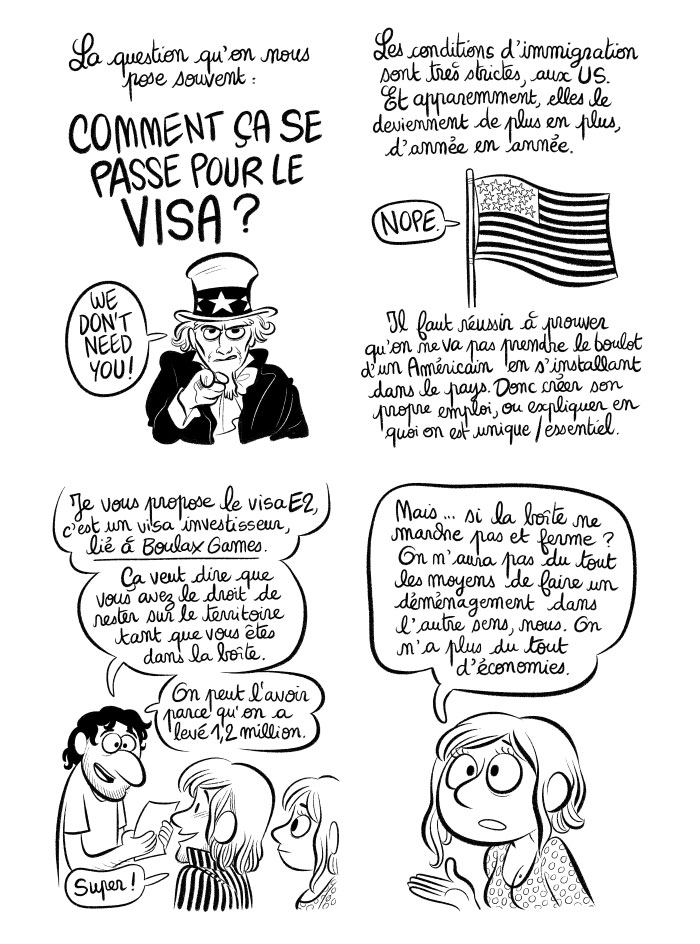 La question qu'on nous
pose souvent :
COMMENT ÇA SE
PASSE POUR LE
VISA ?
WE
DON'T
NEED
YOU !
Les conditions d'immigration
sont très strictes, aux US.
Et apparemment, elles le
deviennent de plus en plus,
d'année en année.
NOPE.
Il faut réussir à prouver
qu'on ne va pas prendre le boulot
d'un Américain en s'installant
dans le pays. Donc créer son
propre emploi, ou expliquer en
quoi on est unique / essentiel.
Je vous propose le visa E2,
c'est un visa investisseur,
lié à Boulax Games.
Ça veut dire que
vous avez le droit de
rester sur le territoire
tant que vous êtes
dans la boîte.
On peut l'avoir
parce qu'on a
levé 1,2 million.
Super !
Mais... si la boîte ne
marche pas et ferme ?
On n'aura pas du tout
les moyens de faire un
déménagement dans
l'autre sens, nous. On
n'a plus du tout
d'économies.